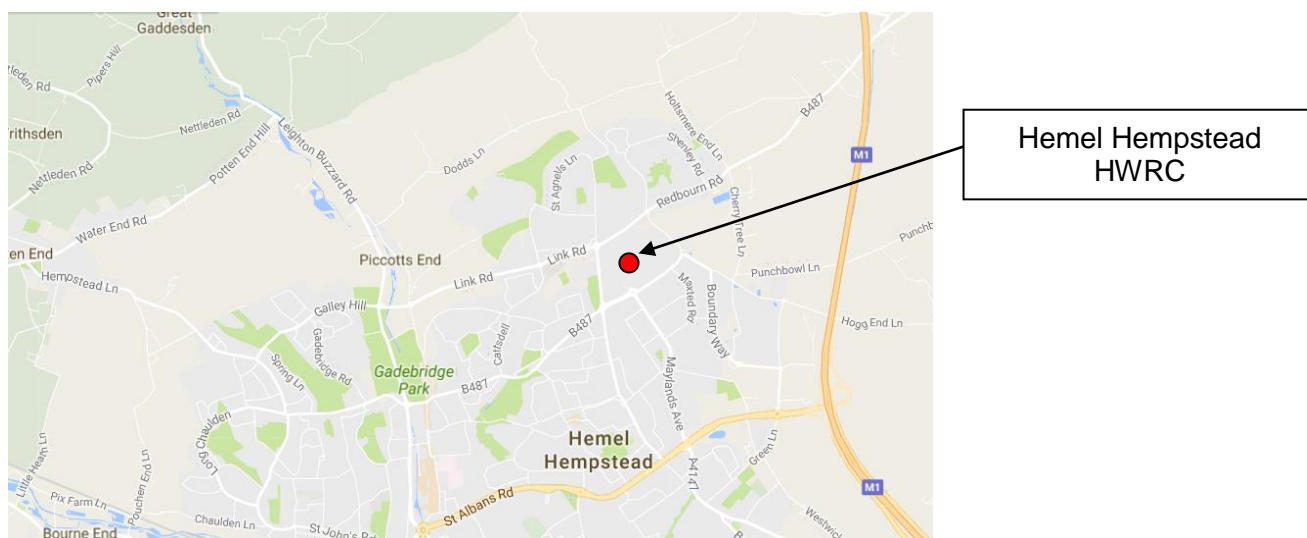 Great
Gaddesden
Pipers Hill
ttleden Rd
Nettleden Rd
rithsden
Nettleden Rd
Potten End Hill
Leighton Buzzard Rd
Water End Rd
en End
Hempstead Ln
Piccotts End
Dodds Ln
St Agnells Ln
Holtsmere End Ln
Shenley Rd
Redbourn Rd
B487
M1
Cherry Tree Ln
Punchb
Punchbowl Ln
Link Rd
Link Rd
Galley Hill
Gadebridge Rd
Spring Ln
Gadebridge
Park
Cattsdell
B487
B487
Maxted Rd
Boundary Way
Hogg End Ln
Maylands Ave
Long Chaulden
Hemel
Hempstead
Green Ln
A4147
St Albans Rd
M1
Westwic
Little Heath Ln
Pouchen End Ln
Pix Farm Ln
Chaulden Ln
St John's Rd
Bourne End
Hemel Hempstead
HWRC